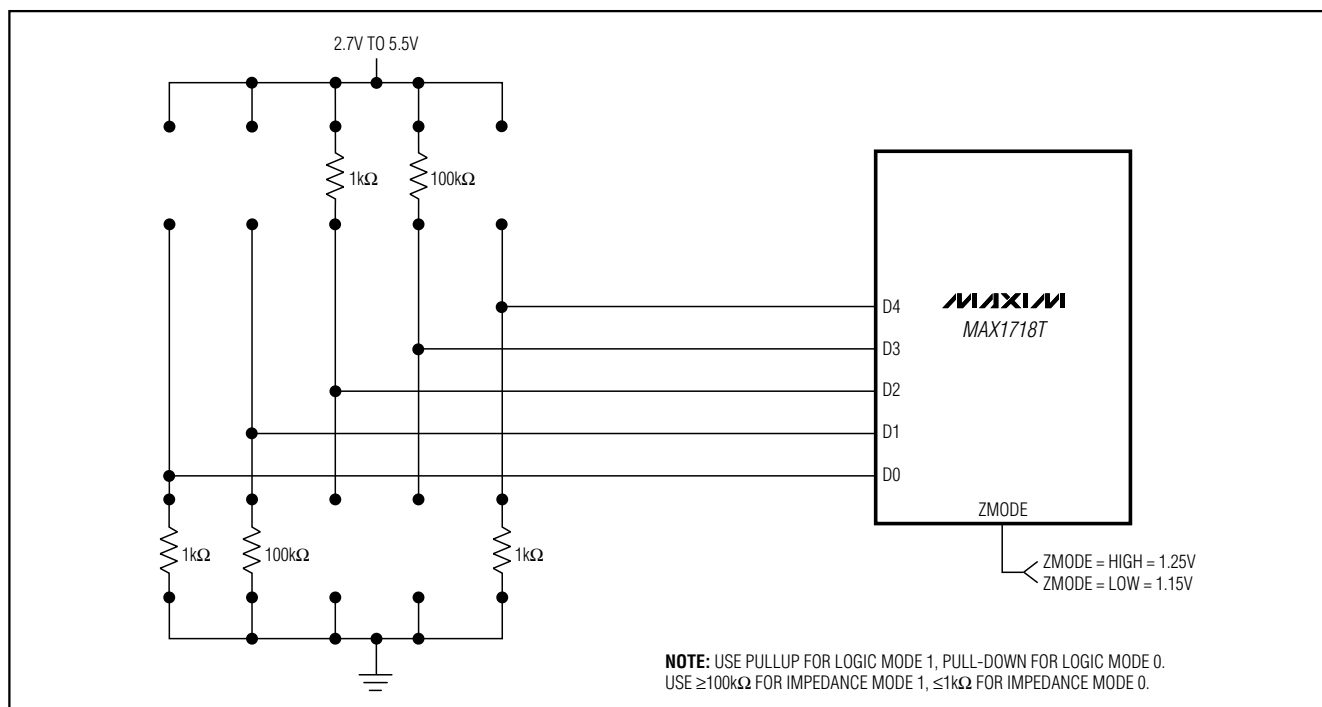 2.7V TO 5.5V
1kΩ
100kΩ
D4
MAXIM
MAX1718T
D3
D2
D1
D0
ZMODE
1kΩ
100kΩ
1kΩ
ZMODE = HIGH = 1.25V
ZMODE = LOW = 1.15V
NOTE: USE PULLUP FOR LOGIC MODE 1, PULL-DOWN FOR LOGIC MODE 0.
USE ≥100kΩ FOR IMPEDANCE MODE 1, ≤1kΩ FOR IMPEDANCE MODE 0.